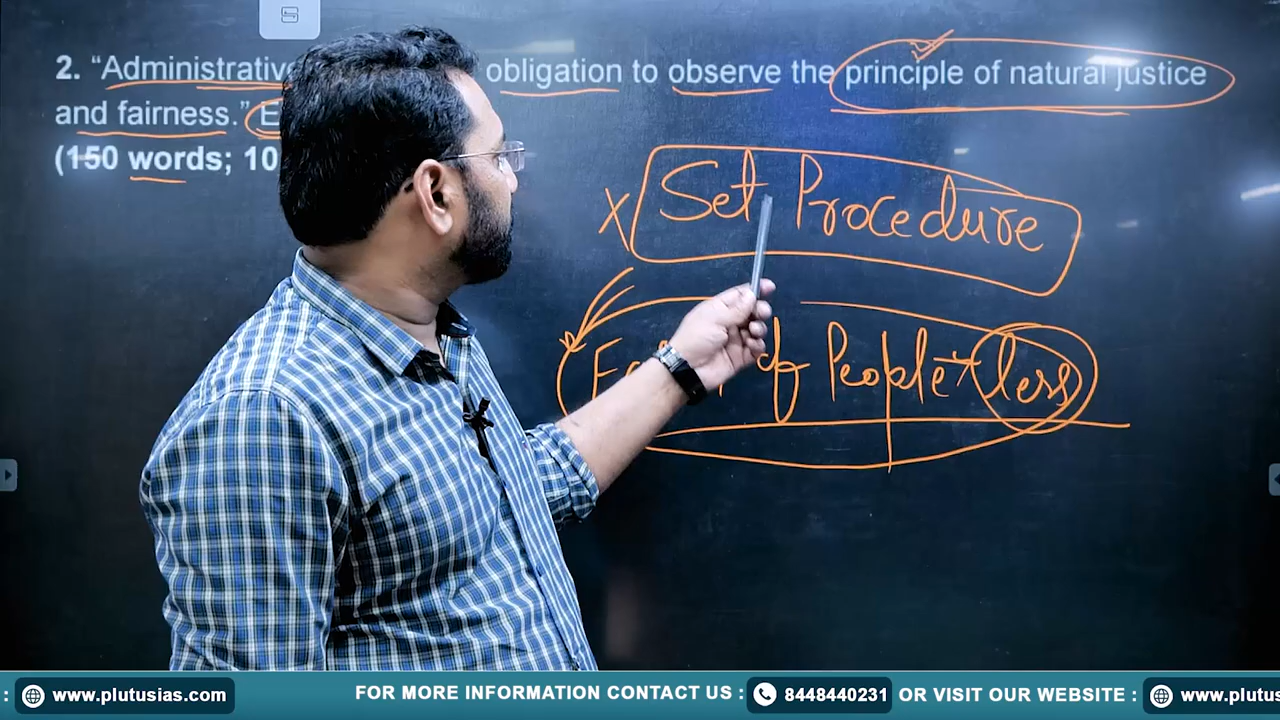 2. “Administrative obligation to observe the principle of natural justice
and fairness.” E
(150 words; 10
x Set Procedure
of People less
: www.plutusias.com FOR MORE INFORMATION CONTACT US : 8448440231 OR VISIT OUR WEBSITE : www.plutus